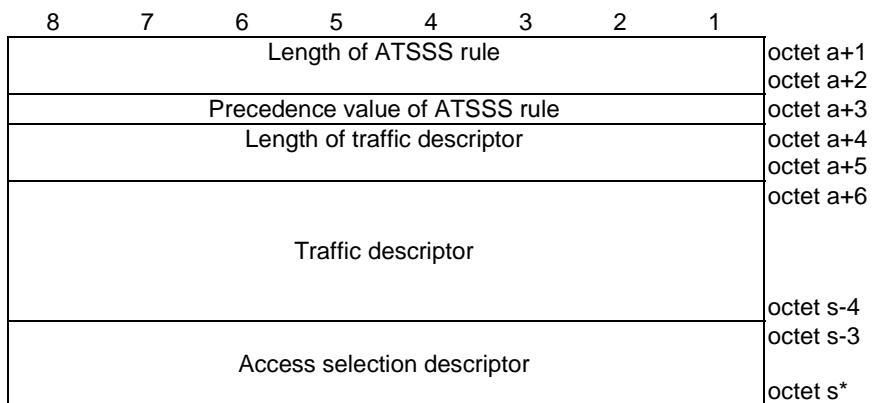 8 7 6 5 4 3 2 1
Length of ATSSS rule octet a+1
octet a+2
Precedence value of ATSSS rule octet a+3
Length of traffic descriptor octet a+4
octet a+5
octet a+6
Traffic descriptor
octet s-4
octet s-3
Access selection descriptor
octet s*